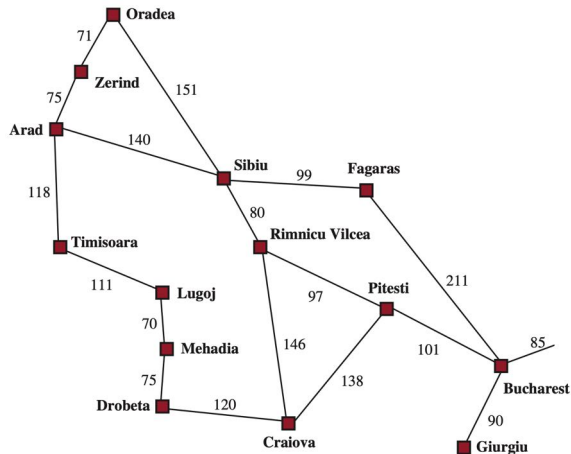 Oradea
71
Zerind
151
75
Arad
140
Sibiu
Fagaras
99
118
80
Timisoara
Rimnicu Vilcea
111
Lugoj
Pitesti
211
97
70
146
101
85
Mehadia
138
75
Bucharest
Drobeta
120
90
Craiova
Giurgiu